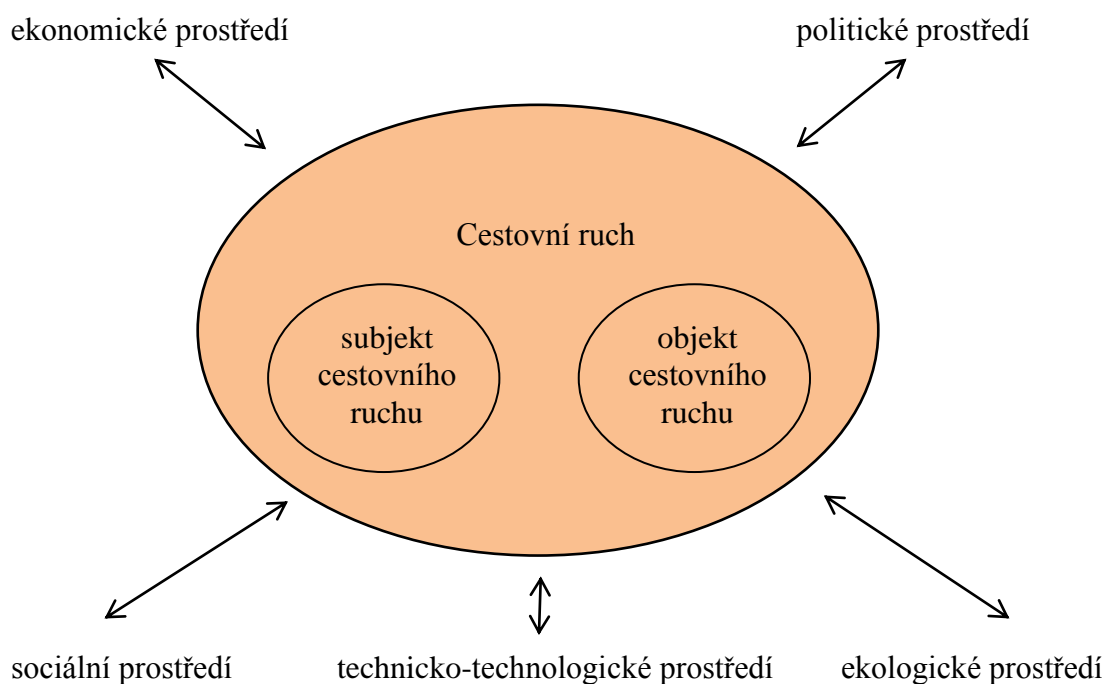 ekonomické prostředí
politické prostředí
Cestovní ruch
subjekt
cestovního
ruchu
objekt
cestovního
ruchu
sociální prostředí
technicko-technologické prostředí
ekologické prostředí